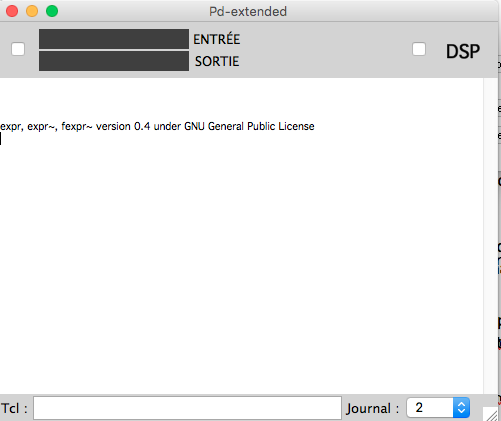 Pd-extended
ENTRÉE
SORTIE
DSP
expr, expr~, fexpr~ version 0.4 under GNU General Public License
Tcl :
Journal : 2